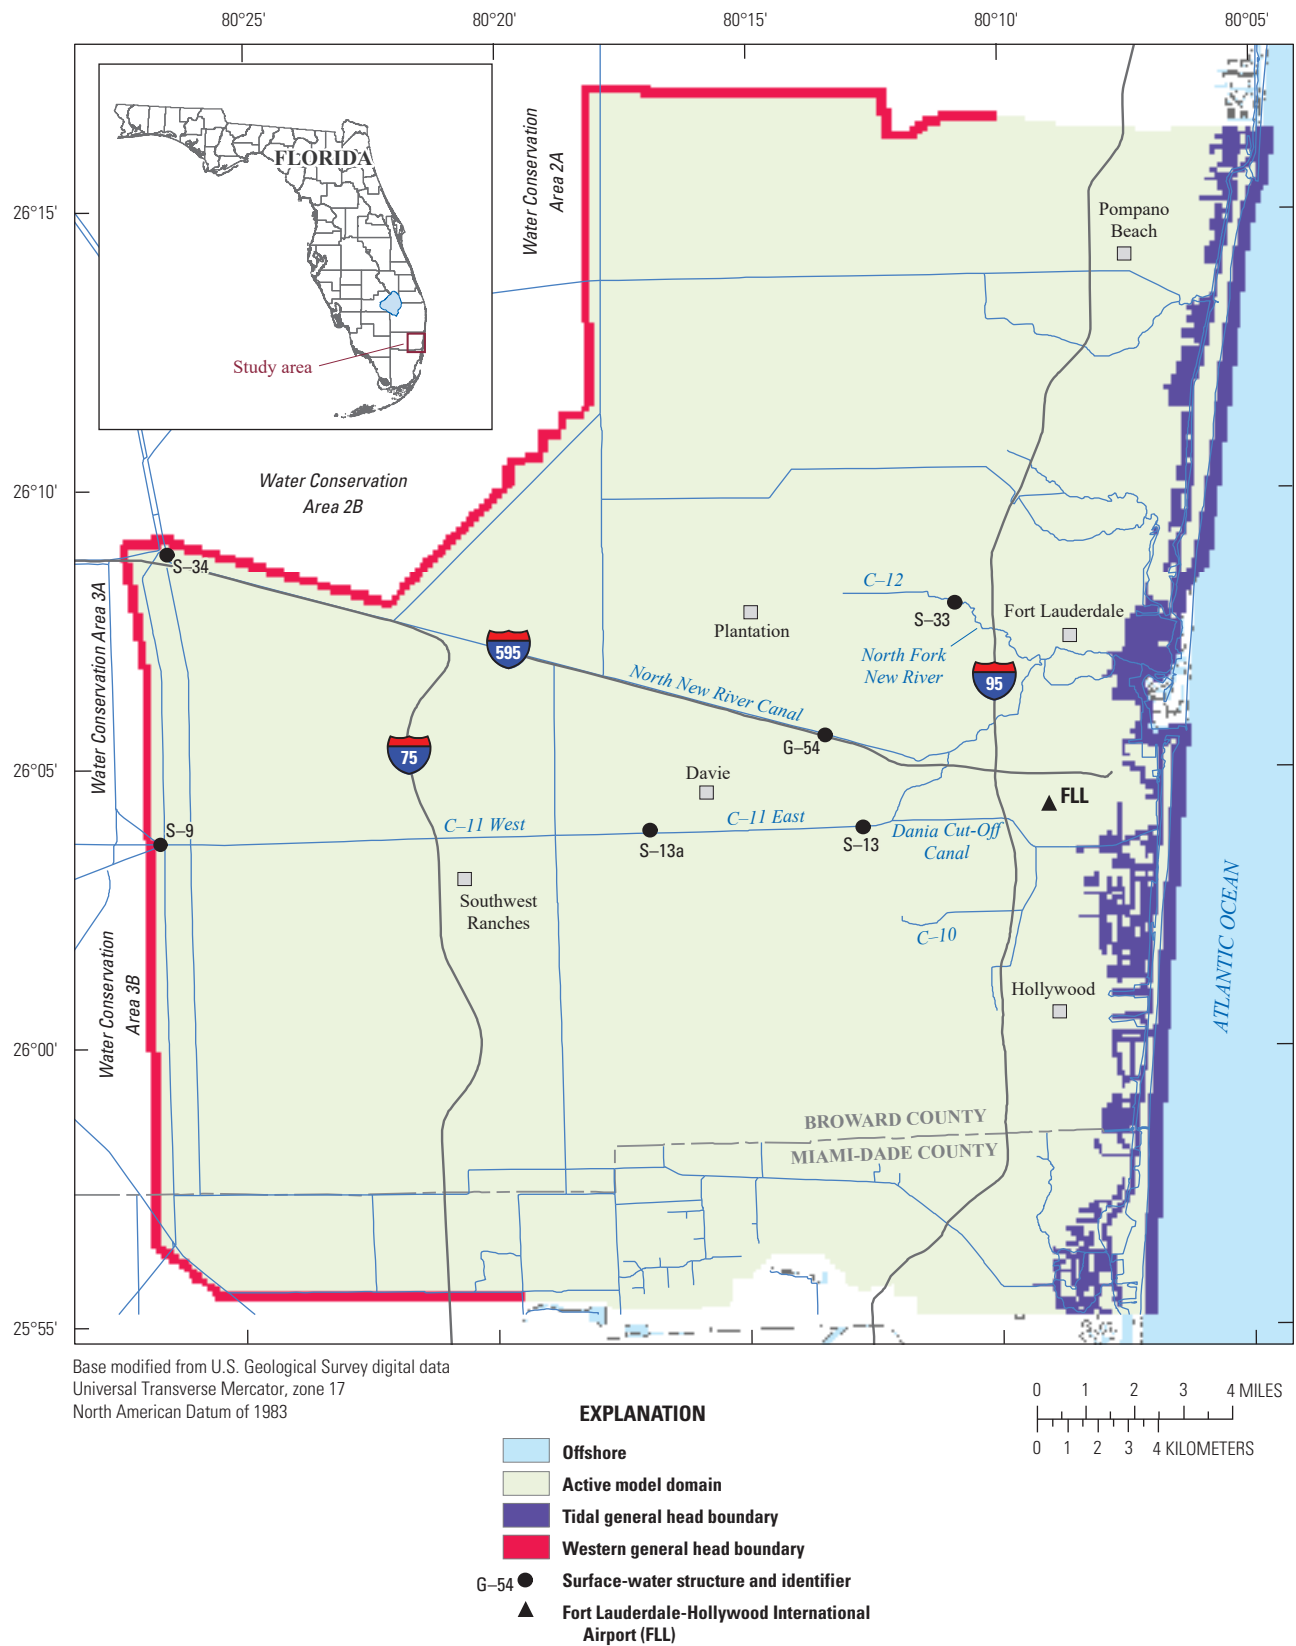 80°25'
80°20'
80°15'
80°10'
80°05'
26°15'
26°10'
26°05'
26°00'
25°55'
FLORIDA
Study area
Water Conservation
Area 2A
Water Conservation
Area 2B
Water Conservation Area 3A
Water Conservation
Area 3B
Pompano
Beach
S–34
C–12
S–33
Fort Lauderdale
Plantation
North Fork
New River
595
95
North New River Canal
G–54
75
Davie
FLL
S–9
C–11 West
C–11 East
S–13a
S–13
Dania Cut-Off
Canal
Southwest
Ranches
C–10
Hollywood
ATLANTIC OCEAN
BROWARD COUNTY
MIAMI-DADE COUNTY
Base modified from U.S. Geological Survey digital data
Universal Transverse Mercator, zone 17
North American Datum of 1983
0 1 2 3 4 MILES
0 1 2 3 4 KILOMETERS
EXPLANATION
Offshore
Active model domain
Tidal general head boundary
Western general head boundary
G–54 Surface-water structure and identifier
Fort Lauderdale-Hollywood International
Airport (FLL)